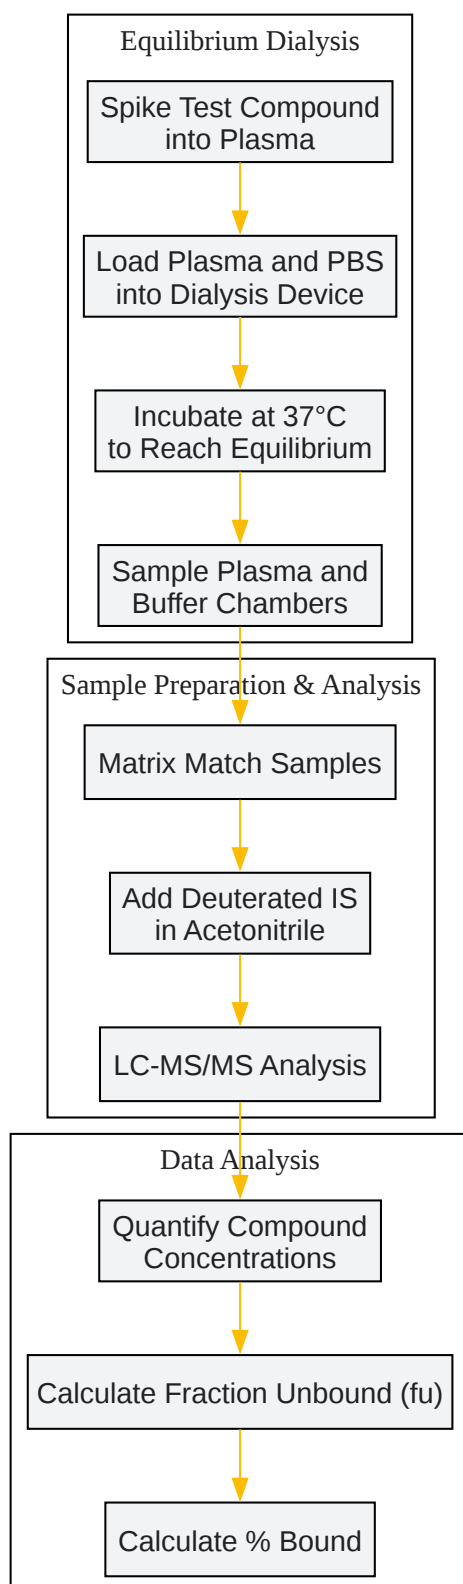 Equilibrium Dialysis
Spike Test Compound
into Plasma
Load Plasma and PBS
into Dialysis Device
Incubate at 37°C
to Reach Equilibrium
Sample Plasma and
Buffer Chambers
Sample Preparation & Analysis
Matrix Match Samples
Add Deuterated IS
in Acetonitrile
LC-MS/MS Analysis
Data Analysis
Quantify Compound
Concentrations
Calculate Fraction Unbound (fu)
Calculate % Bound